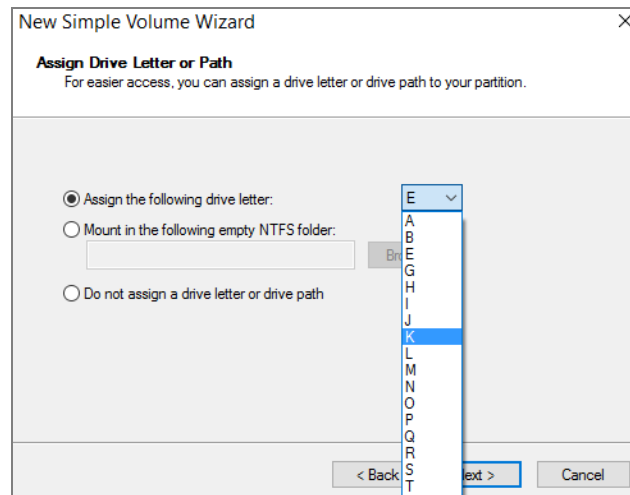 New Simple Volume Wizard
Assign Drive Letter or Path
For easier access, you can assign a drive letter or drive path to your partition.
Assign the following drive letter: E
Mount in the following empty NTFS folder:
Do not assign a drive letter or drive path
A
B
E
G
H
I
J
K
L
M
N
O
P
Q
R
S
T
< Back
Cancel